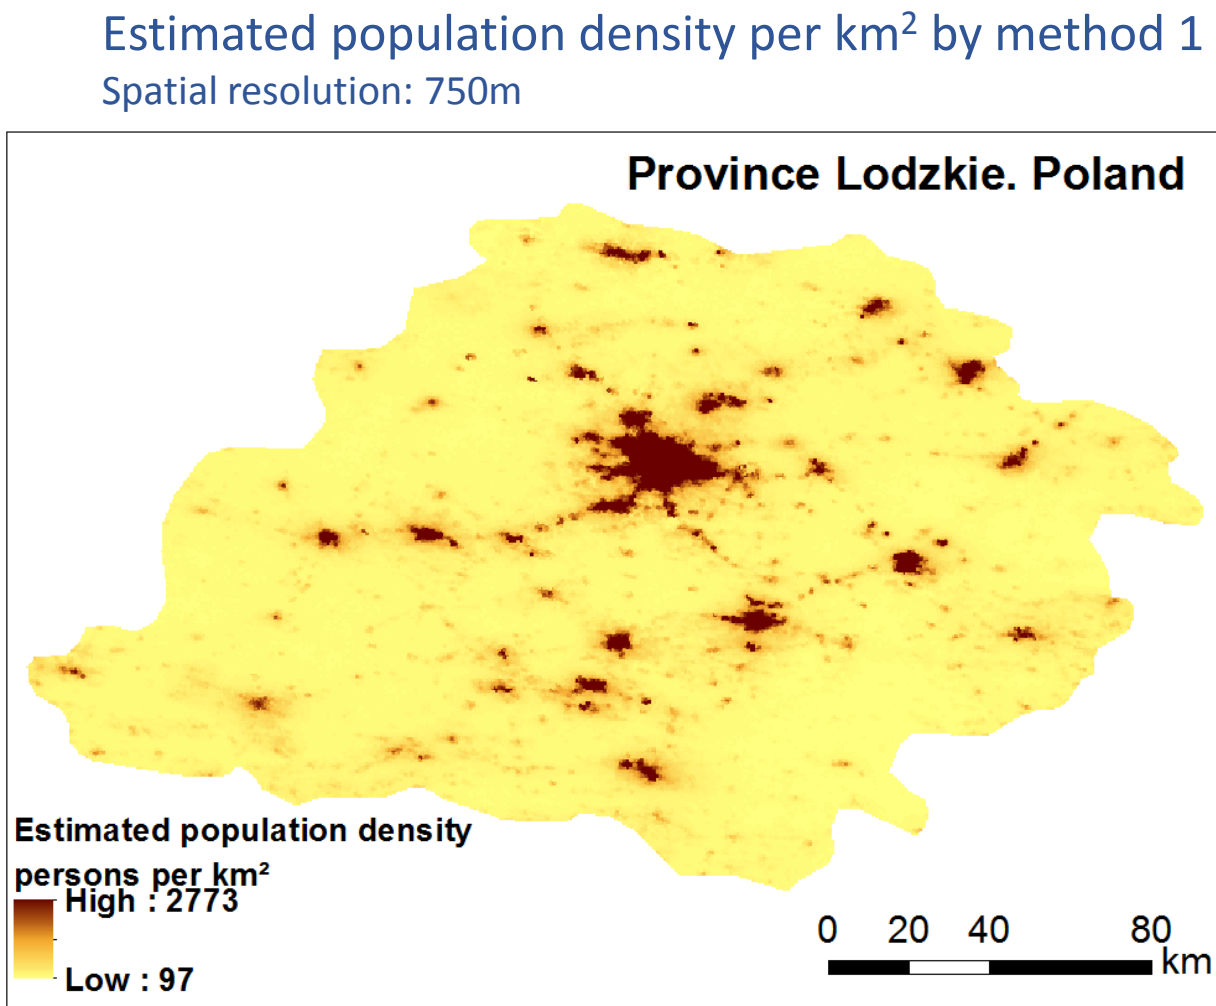 Estimated population density per km² by method 1
Spatial resolution: 750m
Province Lodzkie. Poland
Estimated population density
persons per km²
High : 2773
Low : 97
0 20 40 80
km